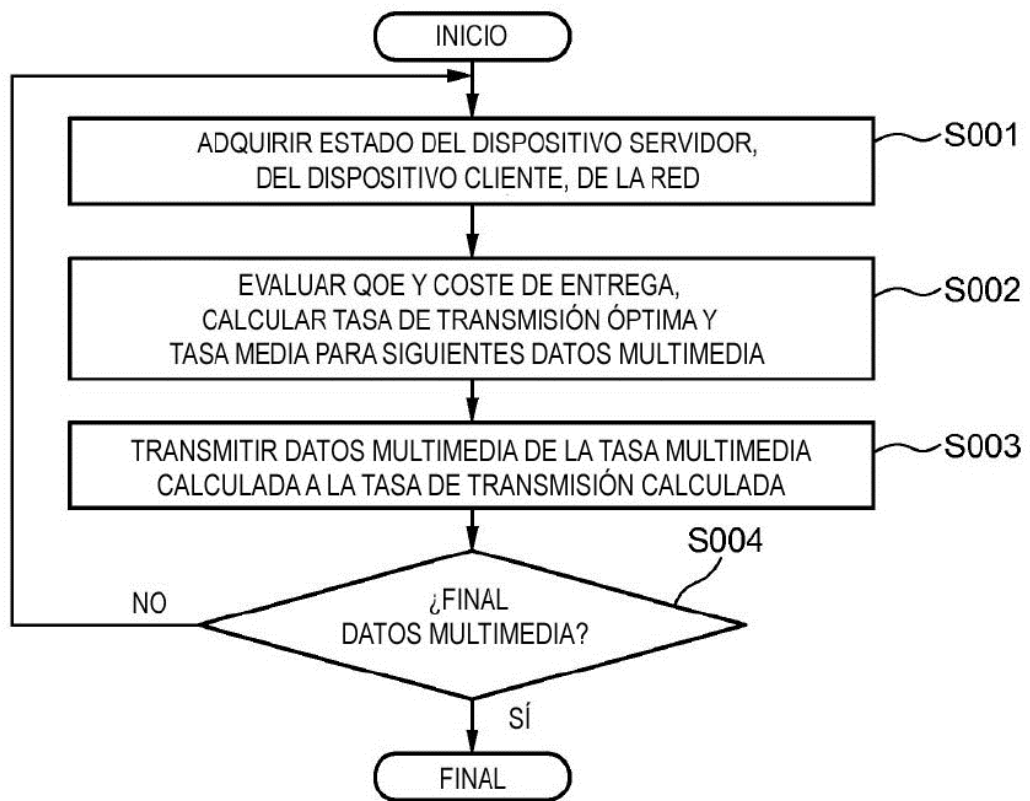 INICIO
ADQUIRIR ESTADO DEL DISPOSITIVO SERVIDOR,
DEL DISPOSITIVO CLIENTE, DE LA RED
S001
EVALUAR QOE Y COSTE DE ENTREGA,
CALCULAR TASA DE TRANSMISIÓN ÓPTIMA Y
TASA MEDIA PARA SIGUIENTES DATOS MULTIMEDIA
S002
TRANSMITIR DATOS MULTIMEDIA DE LA TASA MULTIMEDIA
CALCULADA A LA TASA DE TRANSMISIÓN CALCULADA
S003
S004
¿FINAL
DATOS MULTIMEDIA?
NO
SÍ
FINAL